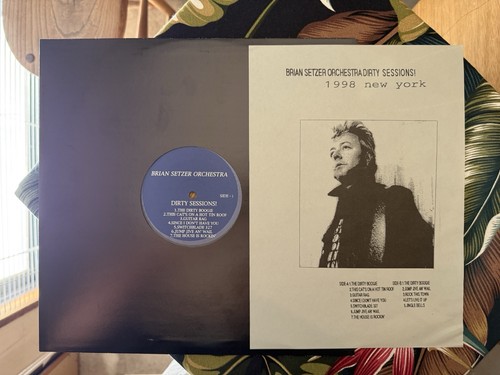 BRIAN SETZER ORCHESTRA
SIDE - 1
DIRTY SESSIONS!
1.THE DIRTY BOOGIE
2.THIS CAT'S ON A HOT TIN ROOF
3.GUITAR RAG
4.SINCE I DON'T HAVE YOU
5.SWITCHBLADE 327
6.JUMP JIVE AN' WAIL
7.THE HOUSE IS ROCKIN'
BRIAN SETZER ORCHESTRA DIRTY SESSIONS!
1998 new york
SIDE A:1.THE DIRTY BOOGIE
2.THIS CAT'S ON A HOT TIN ROOF
3.GUITAR RAG
4.SINCE I DON'T HAVE YOU
5.SWITCHBLADE 327
6.JUMP JIVE AN' WAIL
7.THE HOUSE IS ROCKIN'
SIDE B:1.THE DIRTY BOOGIE
2.JUMP JIVE AN' WAIL
3.ROCK THIS TOWN
4.LET'S LIVE IT UP
5.JINGLE BELLS